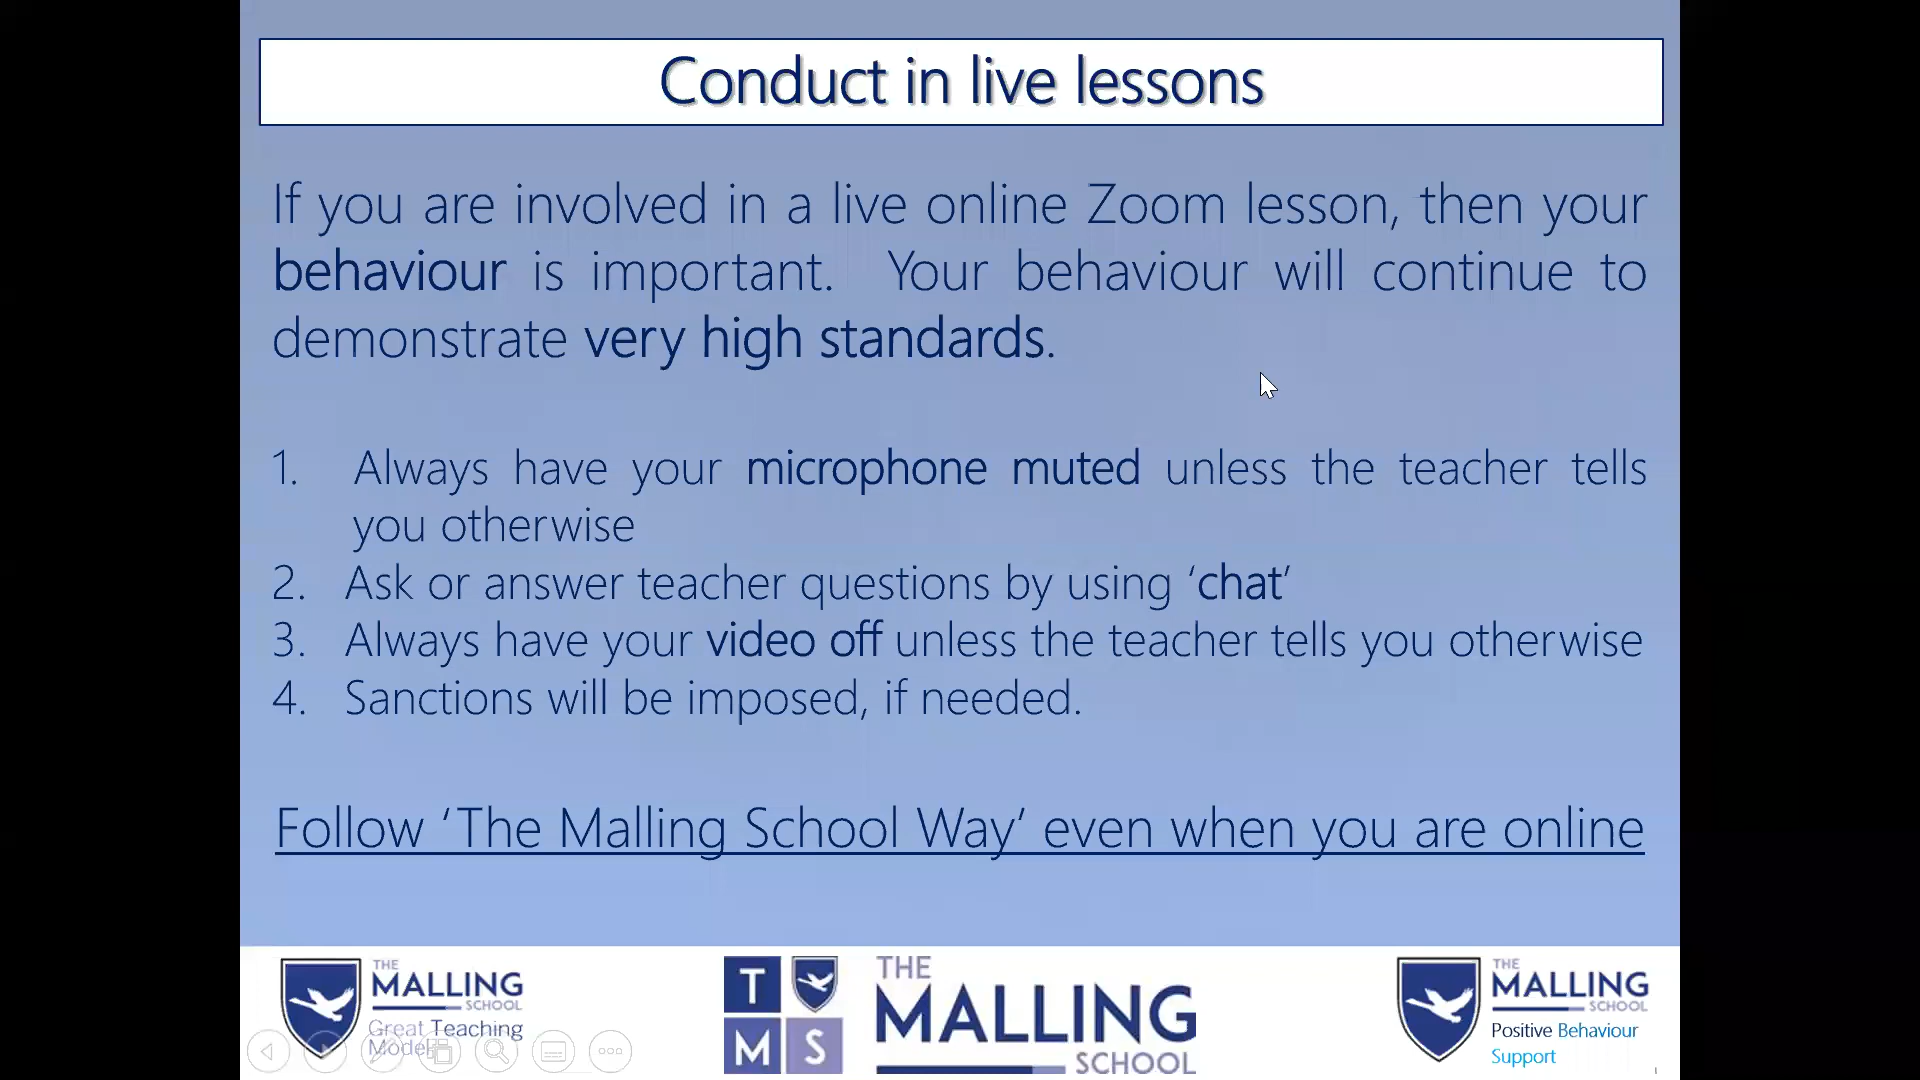 Conduct in live lessons
If you are involved in a live online Zoom lesson, then your
behaviour is important. Your behaviour will continue to
demonstrate very high standards.
1. Always have your microphone muted unless the teacher tells
you otherwise
2. Ask or answer teacher questions by using ‘chat’
3. Always have your video off unless the teacher tells you otherwise
4. Sanctions will be imposed, if needed.
Follow ‘The Malling School Way’ even when you are online
THE
MALLING
SCHOOL
Great Teaching
Model
T
M S
THE
MALLING
SCHOOL
THE
MALLING
SCHOOL
Positive Behaviour
Support